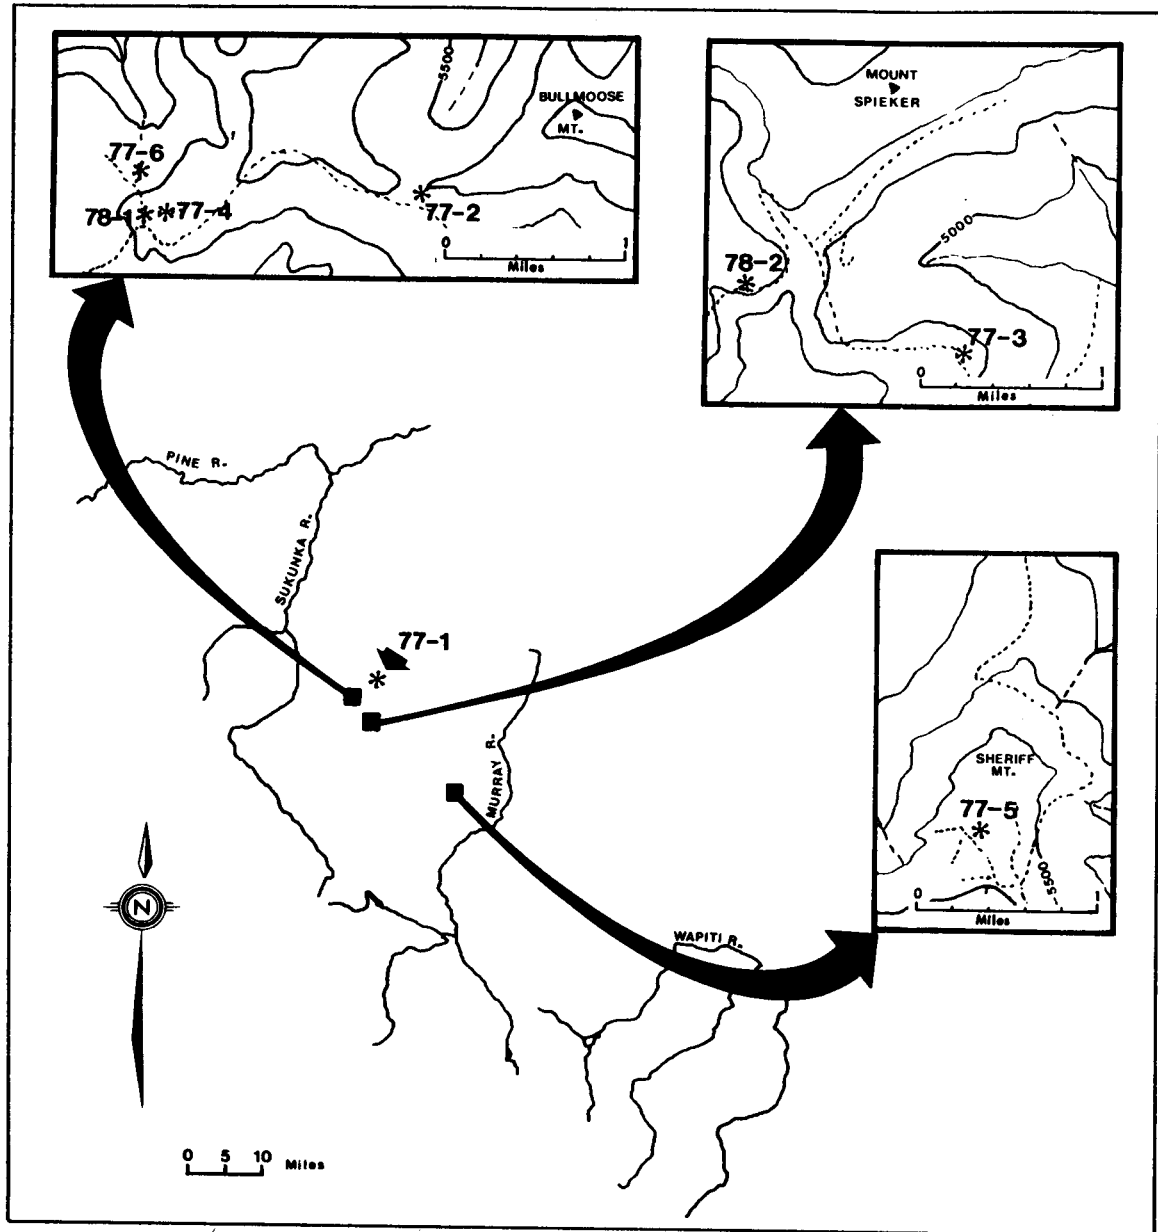 5500
BULLMOOSE
MT.
77-6
78-1
77-4
77-2
0 1
Miles
MOUNT
SPIEKER
5000
78-2
77-3
0 1
Miles
PINE R.
SUKUNKA R.
77-1
MURRAY R.
SHERIFF
MT.
77-5
5500
0 1
Miles
WAPITI R.
N
0 5 10 Miles